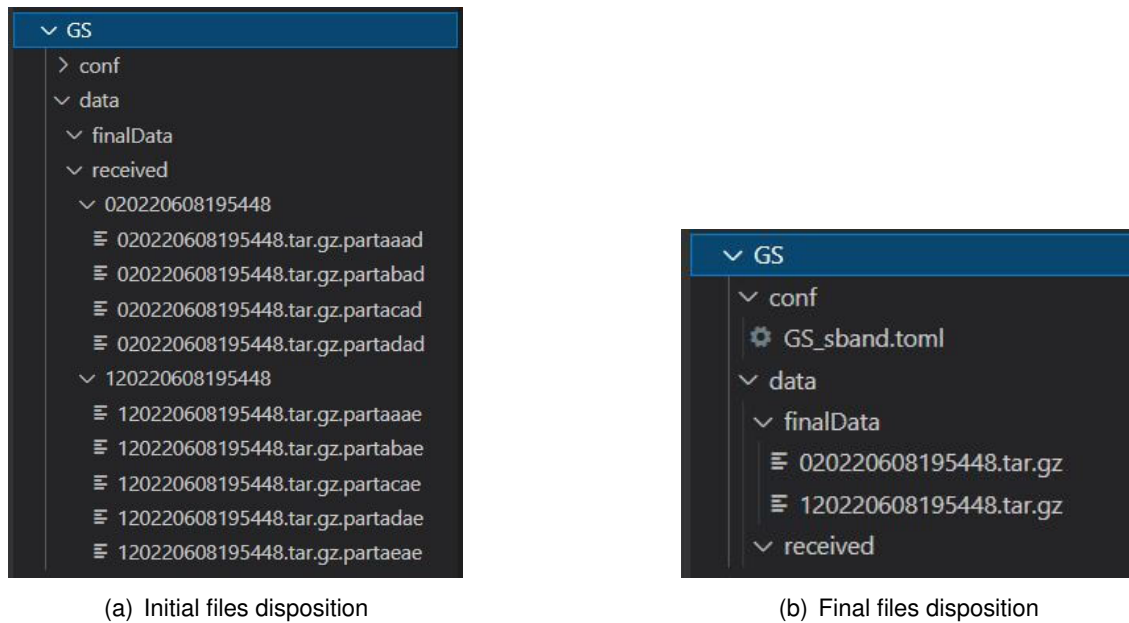 GS
conf
data
finalData
received
020220608195448
020220608195448.tar.gz.partaaad
020220608195448.tar.gz.partabad
020220608195448.tar.gz.partacad
020220608195448.tar.gz.partadad
120220608195448
120220608195448.tar.gz.partaaae
120220608195448.tar.gz.partabae
120220608195448.tar.gz.partacae
120220608195448.tar.gz.partadae
120220608195448.tar.gz.partaeae
(a) Initial files disposition
GS
conf
GS_sband.toml
data
finalData
020220608195448.tar.gz
120220608195448.tar.gz
received
(b) Final files disposition